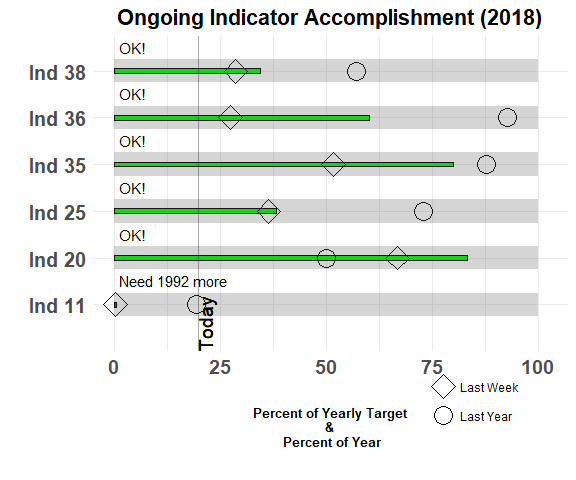 Ongoing Indicator Accomplishment (2018)
OK!
Ind 38
OK!
Ind 36
OK!
Ind 35
OK!
Ind 25
OK!
Ind 20
Need 1992 more
Ind 11
Today
0 25 50 75 100
Last Week
Last Year
Percent of Yearly Target
&
Percent of Year